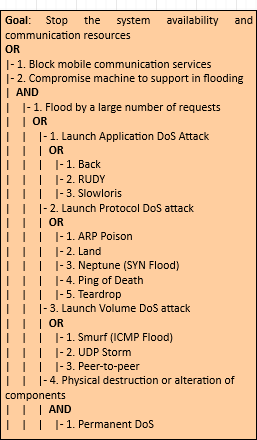 Goal: Stop the system availability and
communication resources
OR
|- 1. Block mobile communication services
|- 2. Compromise machine to support in flooding
| AND
| |- 1. Flood by a large number of requests
| | OR
| | |- 1. Launch Application DoS Attack
| | | OR
| | | |- 1. Back
| | | |- 2. RUDY
| | | |- 3. Slowloris
| | |- 2. Launch Protocol DoS attack
| | | OR
| | | |- 1. ARP Poison
| | | |- 2. Land
| | | |- 3. Neptune (SYN Flood)
| | | |- 4. Ping of Death
| | | |- 5. Teardrop
| | |- 3. Launch Volume DoS attack
| | | OR
| | | |- 1. Smurf (ICMP Flood)
| | | |- 2. UDP Storm
| | | |- 3. Peer-to-peer
| | |- 4. Physical destruction or alteration of
components
| | | AND
| | | |- 1. Permanent DoS